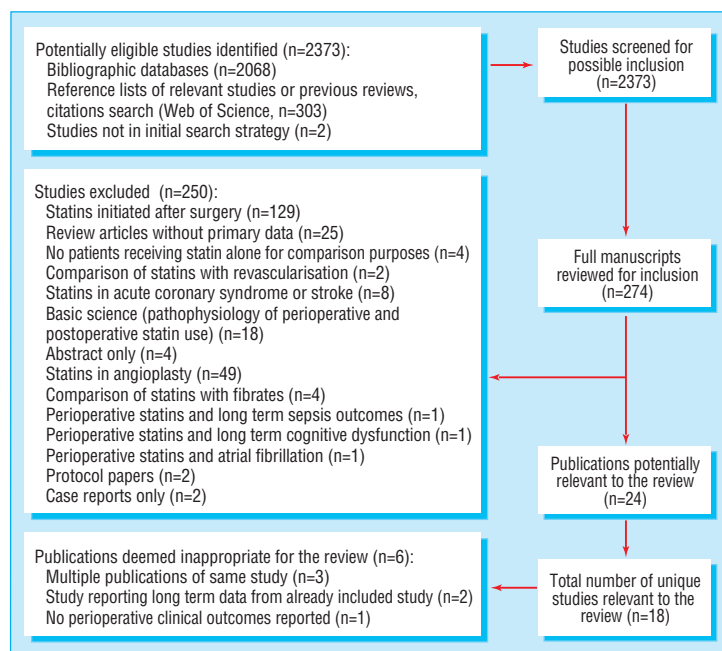 Potentially eligible studies identified (n=2373):
Bibliographic databases (n=2068)
Reference lists of relevant studies or previous reviews,
citations search (Web of Science, n=303)
Studies not in initial search strategy (n=2)
Studies screened for
possible inclusion
(n=2373)
Studies excluded (n=250):
Statins initiated after surgery (n=129)
Review articles without primary data (n=25)
No patients receiving statin alone for comparison purposes (n=4)
Comparison of statins with revascularisation (n=2)
Statins in acute coronary syndrome or stroke (n=8)
Basic science (pathophysiology of perioperative and
postoperative statin use) (n=18)
Abstract only (n=4)
Statins in angioplasty (n=49)
Comparison of statins with fibrates (n=4)
Perioperative statins and long term sepsis outcomes (n=1)
Perioperative statins and long term cognitive dysfunction (n=1)
Perioperative statins and atrial fibrillation (n=1)
Protocol papers (n=2)
Case reports only (n=2)
Full manuscripts
reviewed for inclusion
(n=274)
Publications potentially
relevant to the review
(n=24)
Publications deemed inappropriate for the review (n=6):
Multiple publications of same study (n=3)
Study reporting long term data from already included study (n=2)
No perioperative clinical outcomes reported (n=1)
Total number of unique
studies relevant to the
review (n=18)